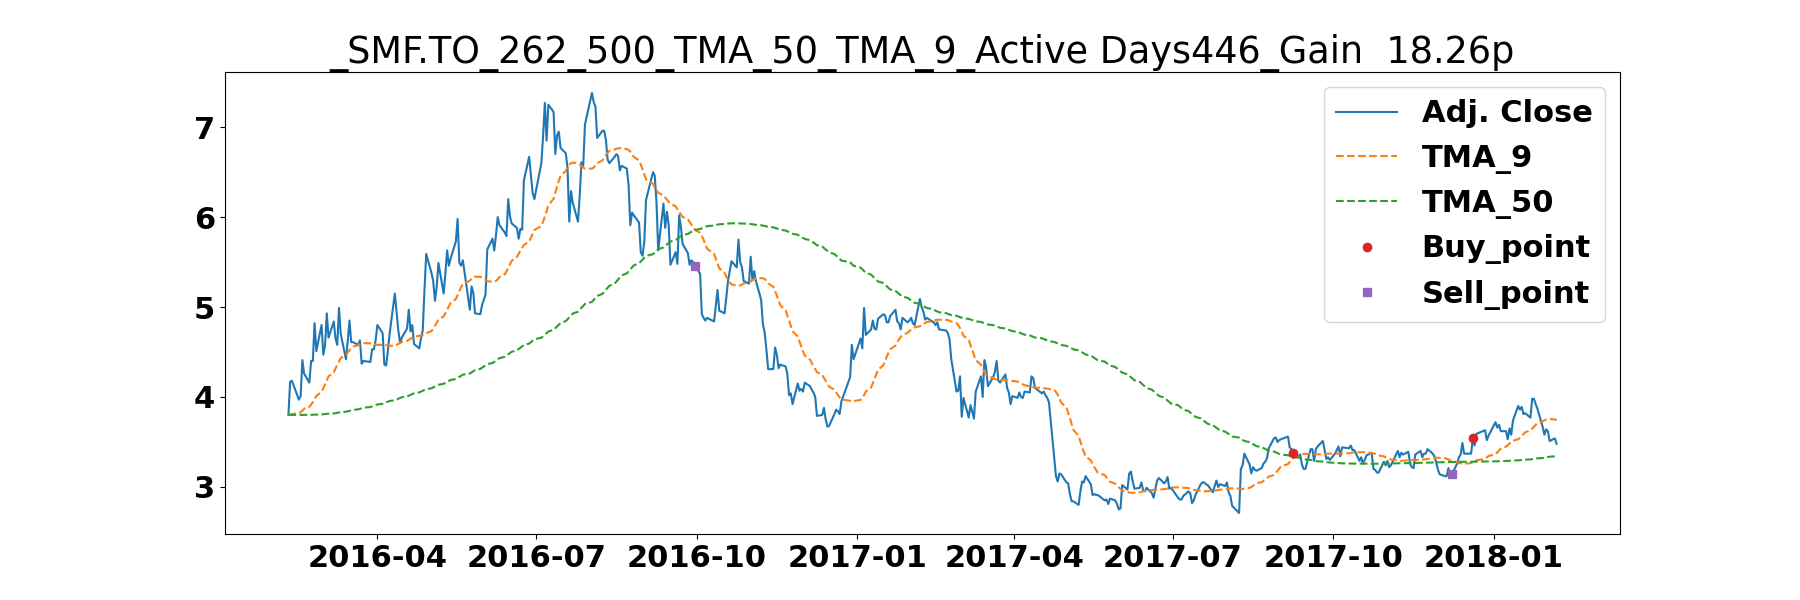 _SMF.TO_262_500_TMA_50_TMA_9_Active Days446_Gain  18.26p
7
6
5
4
3
Adj. Close
TMA_9
TMA_50
Buy_point
Sell_point
2016-04 2016-07 2016-10 2017-01 2017-04 2017-07 2017-10 2018-01